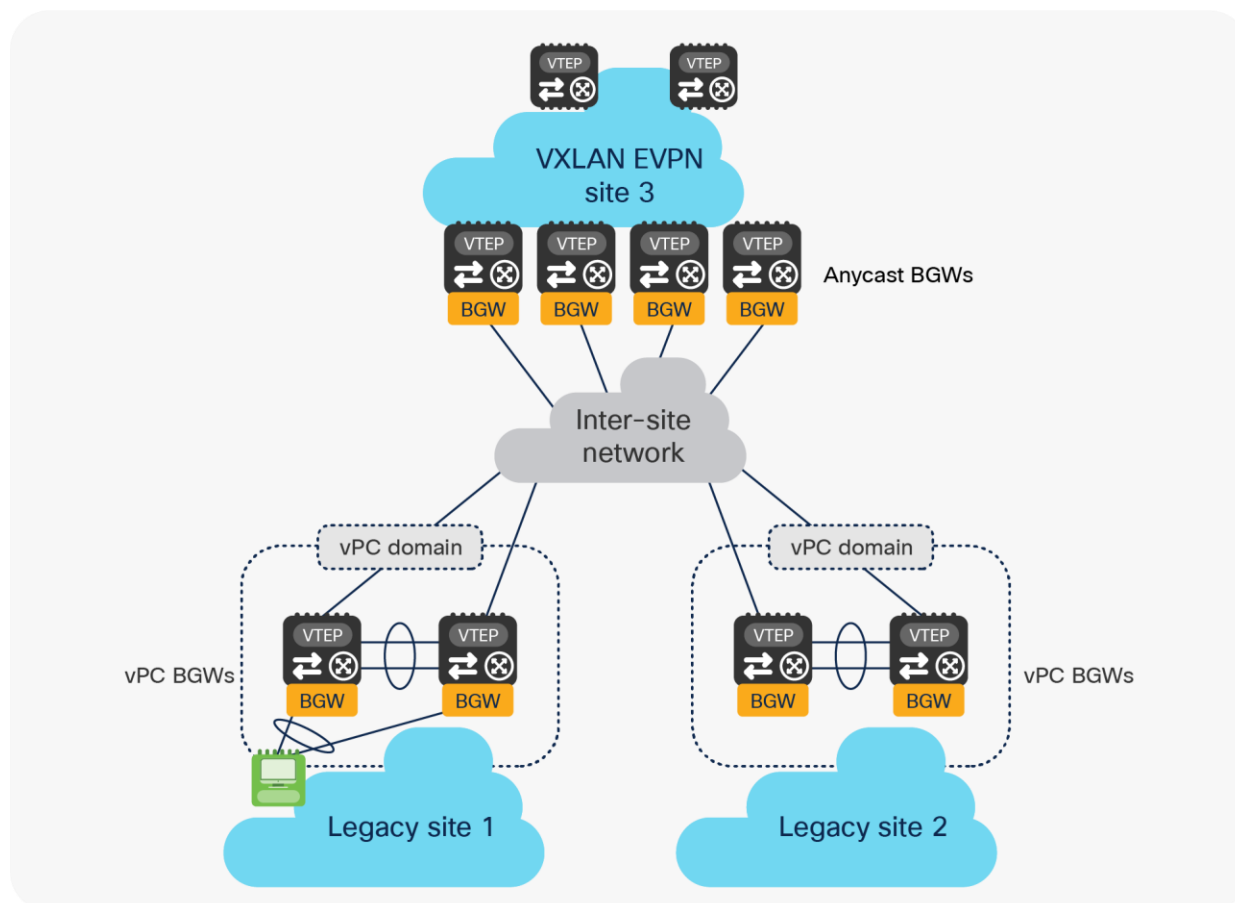 VTEP
VTEP
VXLAN EVPN
site 3
VTEP
VTEP
VTEP
VTEP
BGW
BGW
BGW
BGW
Anycast BGWs
Inter-site
network
vPC domain
vPC domain
VTEP
VTEP
VTEP
VTEP
vPC BGWs
BGW
BGW
BGW
BGW
vPC BGWs
Legacy site 1
Legacy site 2